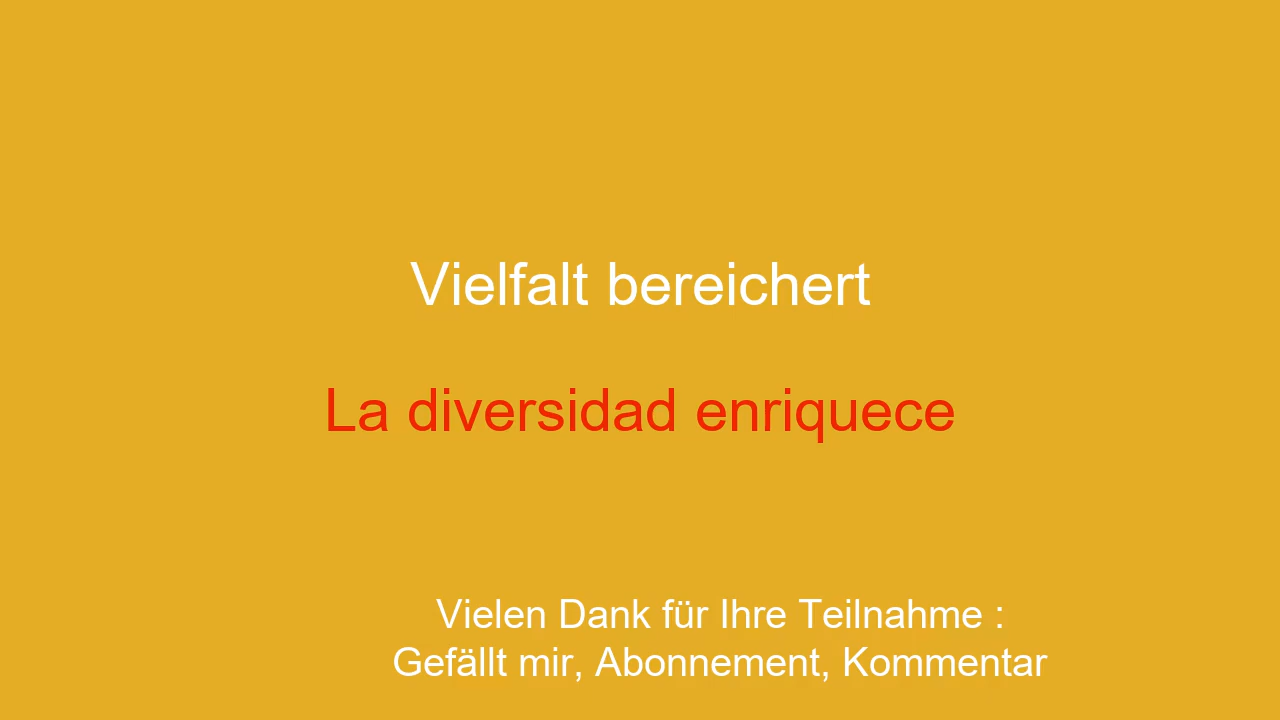 Vielfalt bereichert
La diversidad enriquece
Vielen Dank für Ihre Teilnahme :
Gefällt mir, Abonnement, Kommentar